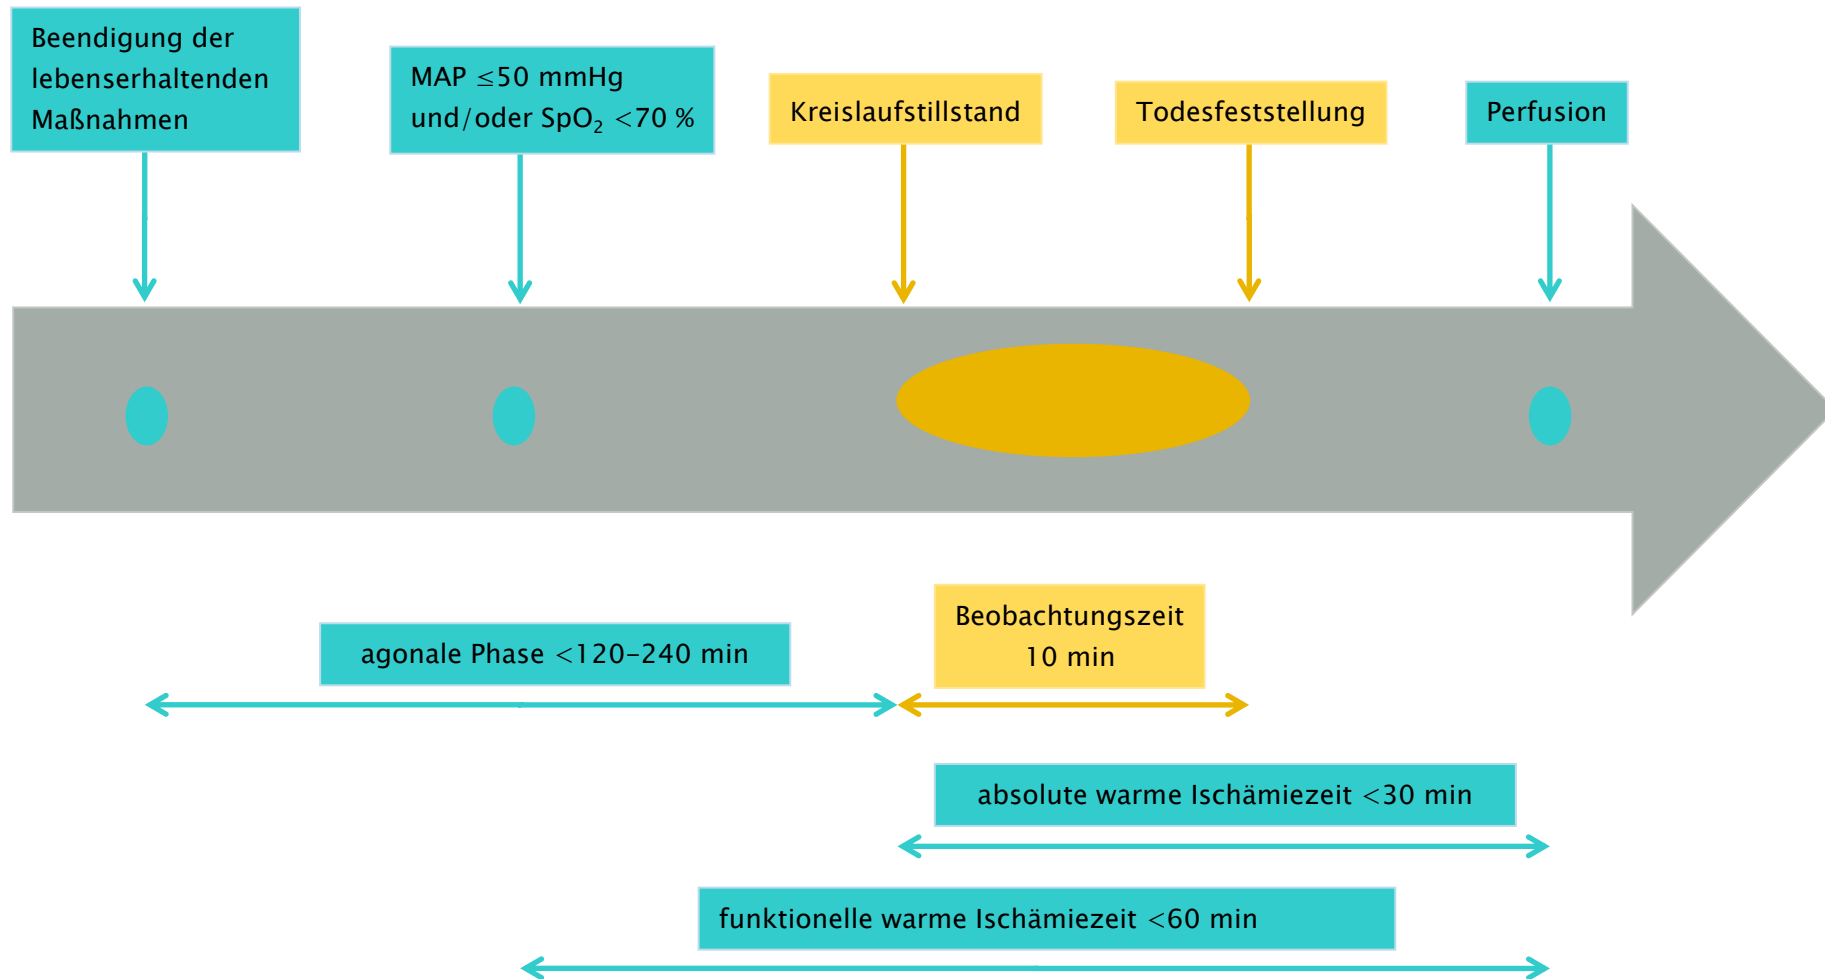 Beendigung der
lebenserhaltenden
Maßnahmen
MAP ≤50 mmHg
und/oder SpO₂ <70 %
Kreislaufstillstand
Todesfeststellung
Perfusion
agonale Phase <120–240 min
Beobachtungszeit
10 min
absolute warme Ischämiezeit <30 min
funktionelle warme Ischämiezeit <60 min